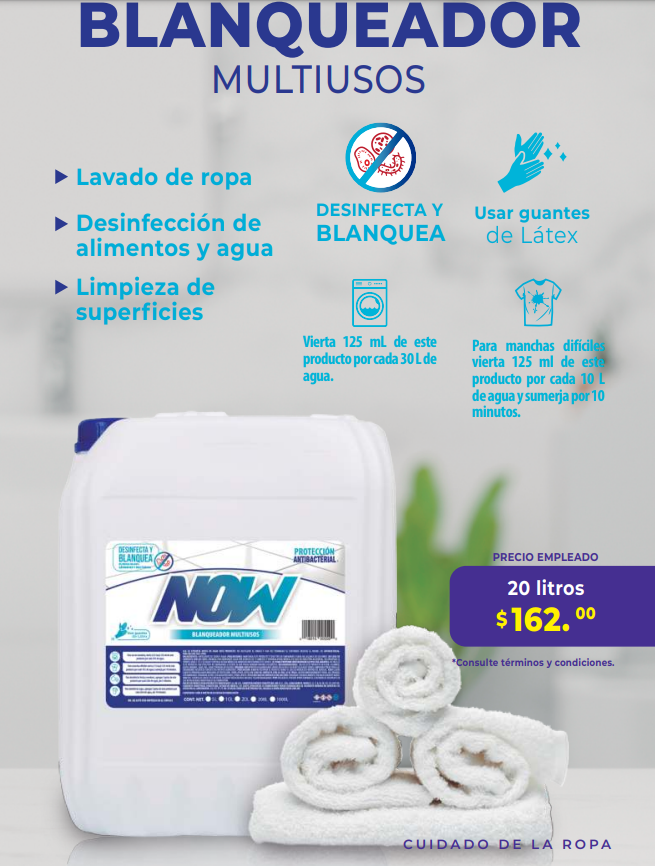 BLANQUEADOR
MULTIUSOS
Lavado de ropa
Desinfección de
alimentos y agua
Limpieza de
superficies
DESINFECTA Y
BLANQUEA
Usar guantes
de Látex
Vierta 125 mL de este
producto por cada 30 L de
agua.
Para manchas difíciles
vierta 125 ml de este
producto por cada 10 L
de agua y sumerja por 10
minutos.
DESINFECTA Y
BLANQUEA
PROTECCIÓN
ANTIBACTERIAL
NOW
BLANQUEADOR MULTIUSOS
CONT. NET.
PRECIO EMPLEADO
20 litros
$162.00
*Consulte términos y condiciones.
CUIDADO DE LA ROPA